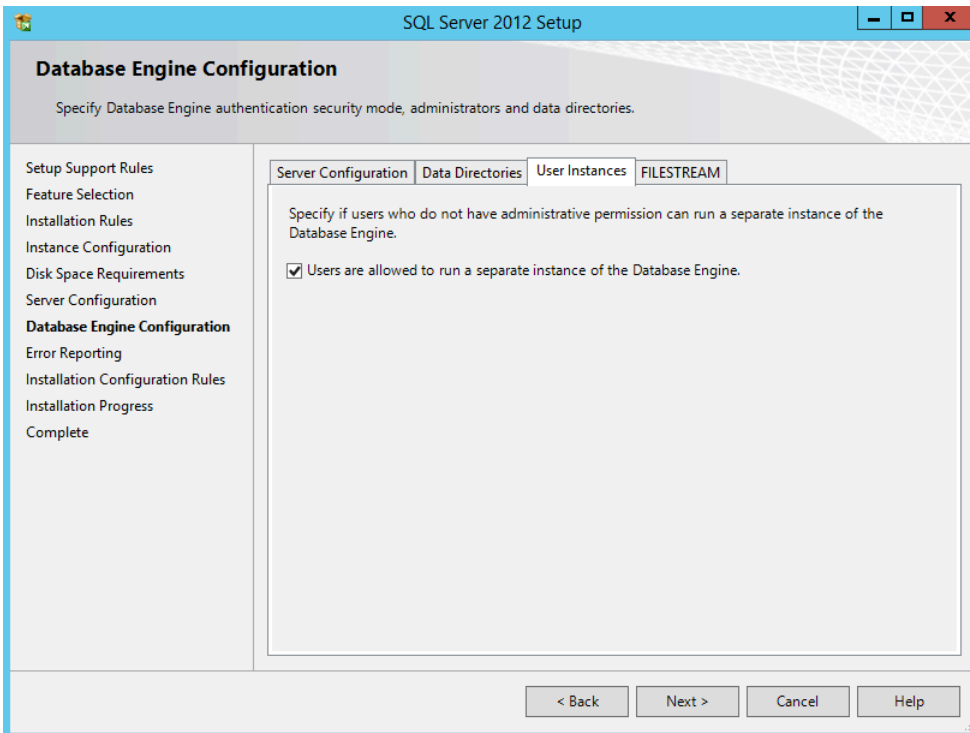 SQL Server 2012 Setup
Database Engine Configuration
Specify Database Engine authentication security mode, administrators and data directories.
Setup Support Rules
Feature Selection
Installation Rules
Instance Configuration
Disk Space Requirements
Server Configuration
Database Engine Configuration
Error Reporting
Installation Configuration Rules
Installation Progress
Complete
Server Configuration Data Directories User Instances FILESTREAM
Specify if users who do not have administrative permission can run a separate instance of the
Database Engine.
Users are allowed to run a separate instance of the Database Engine.
< Back Next > Cancel Help